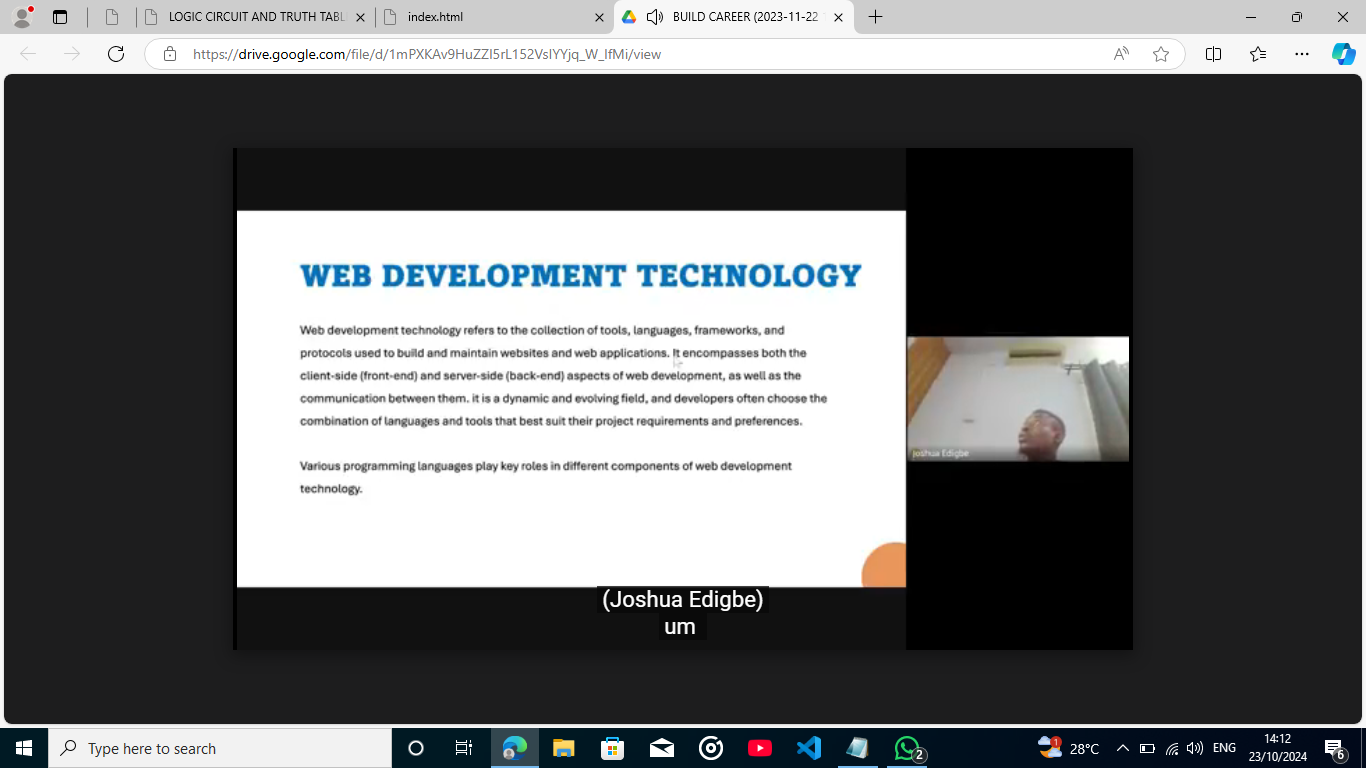 LOGIC CIRCUIT AND TRUTH TABL
index.html
BUILD CAREER (2023-11-22
https://drive.google.com/file/d/1mPXKAv9HuZZI5rL152VsIYYjq_W_IfMi/view
WEB DEVELOPMENT TECHNOLOGY
Web development technology refers to the collection of tools, languages, frameworks, and
protocols used to build and maintain websites and web applications. It encompasses both the
client-side (front-end) and server-side (back-end) aspects of web development, as well as the
communication between them. it is a dynamic and evolving field, and developers often choose the
combination of languages and tools that best suit their project requirements and preferences.
Various programming languages play key roles in different components of web development
technology.
Joshua Edigbe
(Joshua Edigbe)
um
Type here to search
2
1
28°C
ENG
14:12
23/10/2024
6